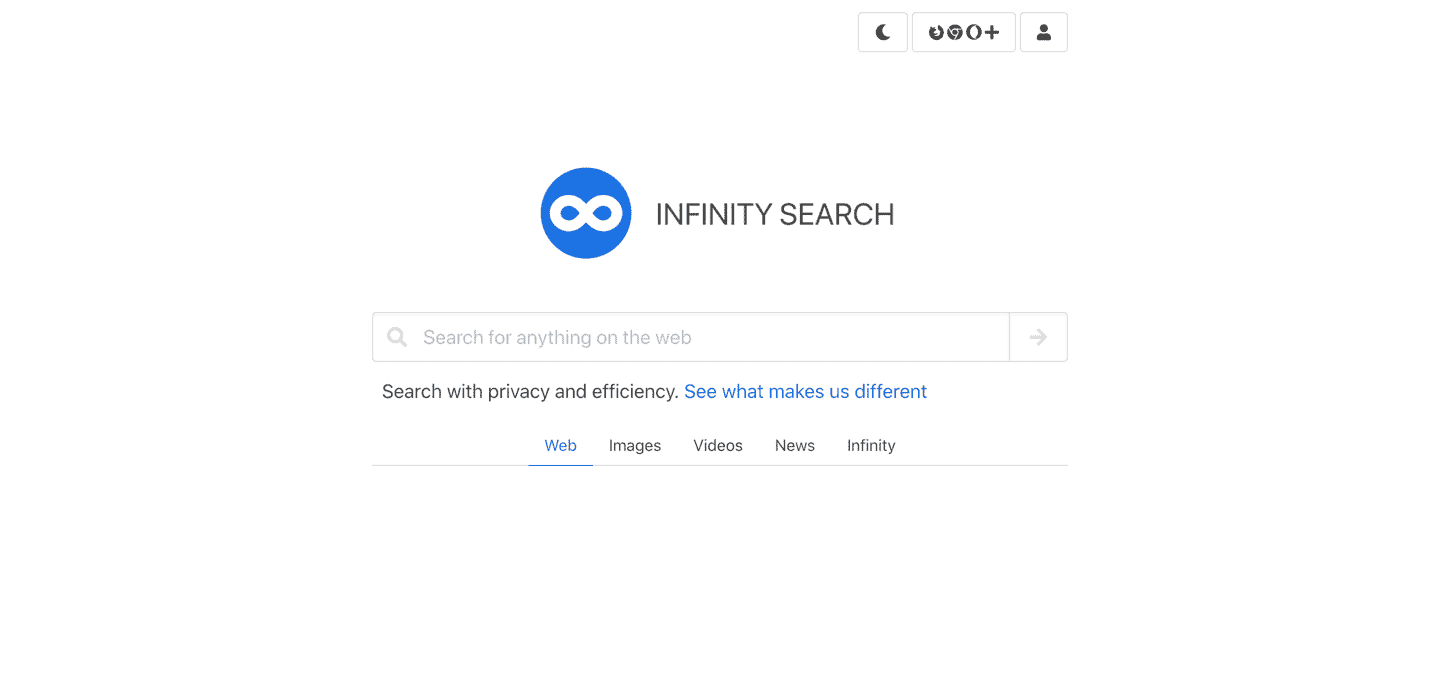 INFINITY SEARCH
Search for anything on the web
Search with privacy and efficiency. See what makes us different
Web Images Videos News Infinity